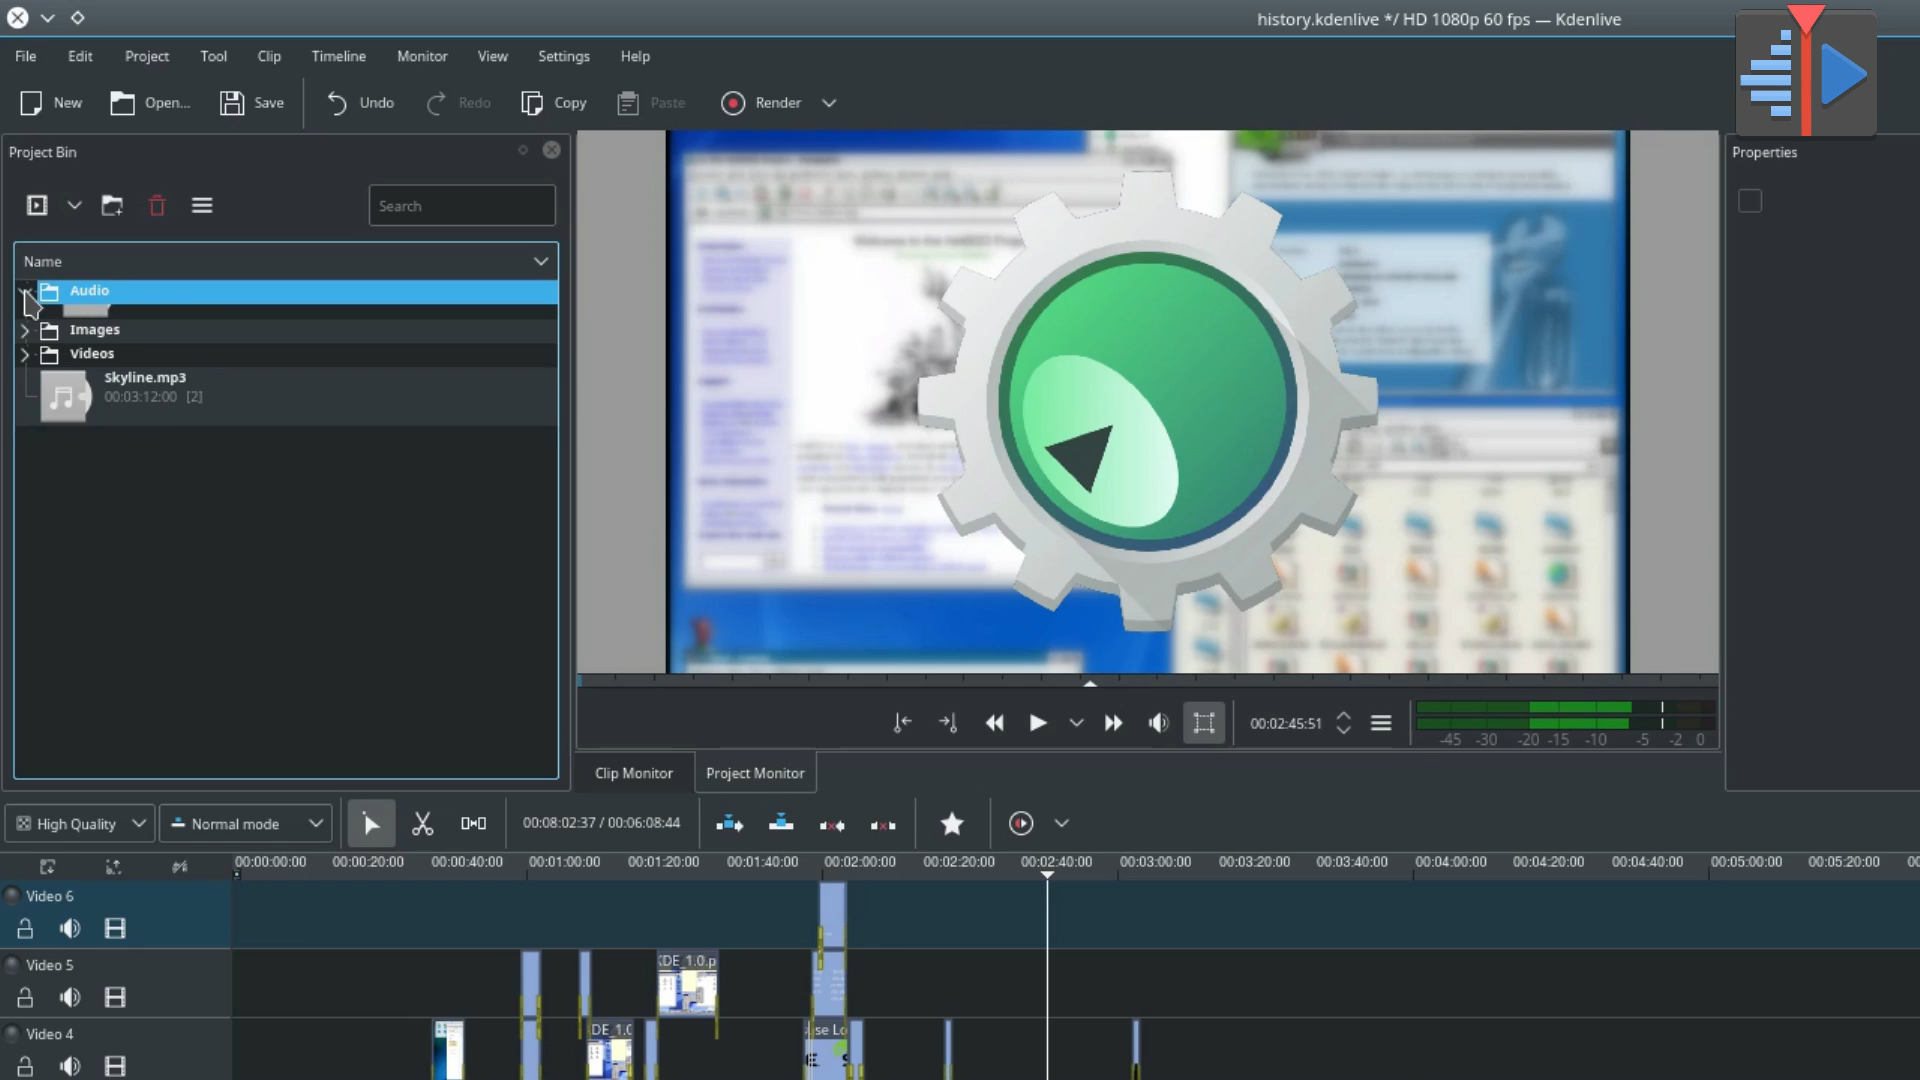 history.kdenlive */ HD 1080p 60 fps — Kdenlive
File Edit Project Tool Clip Timeline Monitor View Settings Help
New Open... Save Undo Redo Copy Paste Render
Project Bin
Properties
Search
Name
Audio
Images
Videos
Skyline.mp3
00:03:12:00 [2]
00:02:45:51
-45 -30 -20 -15 -10 -5 -2 0
Clip Monitor Project Monitor
High Quality Normal mode 00:08:02:37 / 00:06:08:44
00:00:00:00 00:00:20:00 00:00:40:00 00:01:00:00 00:01:20:00 00:01:40:00 00:02:00:00 00:02:20:00 00:02:40:00 00:03:00:00 00:03:20:00 00:03:40:00 00:04:00:00 00:04:20:00 00:04:40:00 00:05:00:00 00:05:20:00 00
Video 6
Video 5
KDE_1.0.p
Video 4
DE_1.0
se Lo